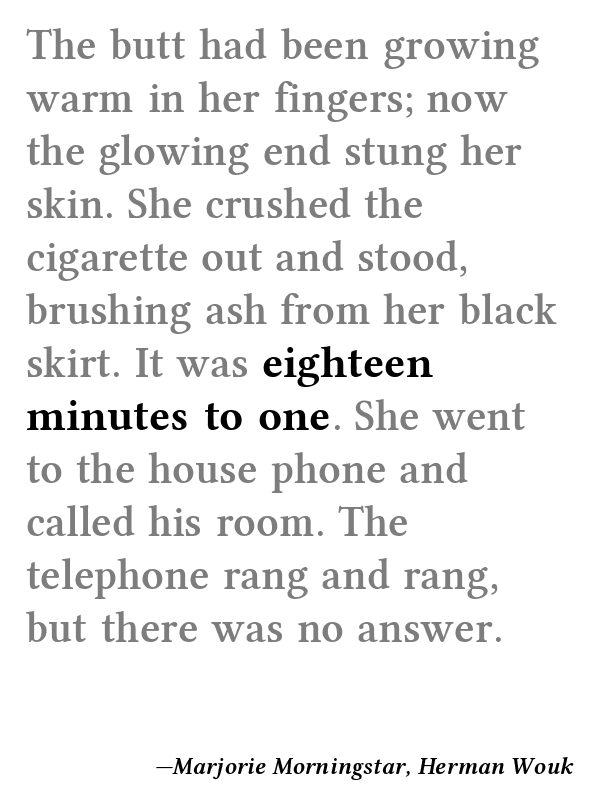 The butt had been growing
warm in her fingers; now
the glowing end stung her
skin. She crushed the
cigarette out and stood,
brushing ash from her black
skirt. It was eighteen
minutes to one. She went
to the house phone and
called his room. The
telephone rang and rang,
but there was no answer.
—Marjorie Morningstar, Herman Wouk